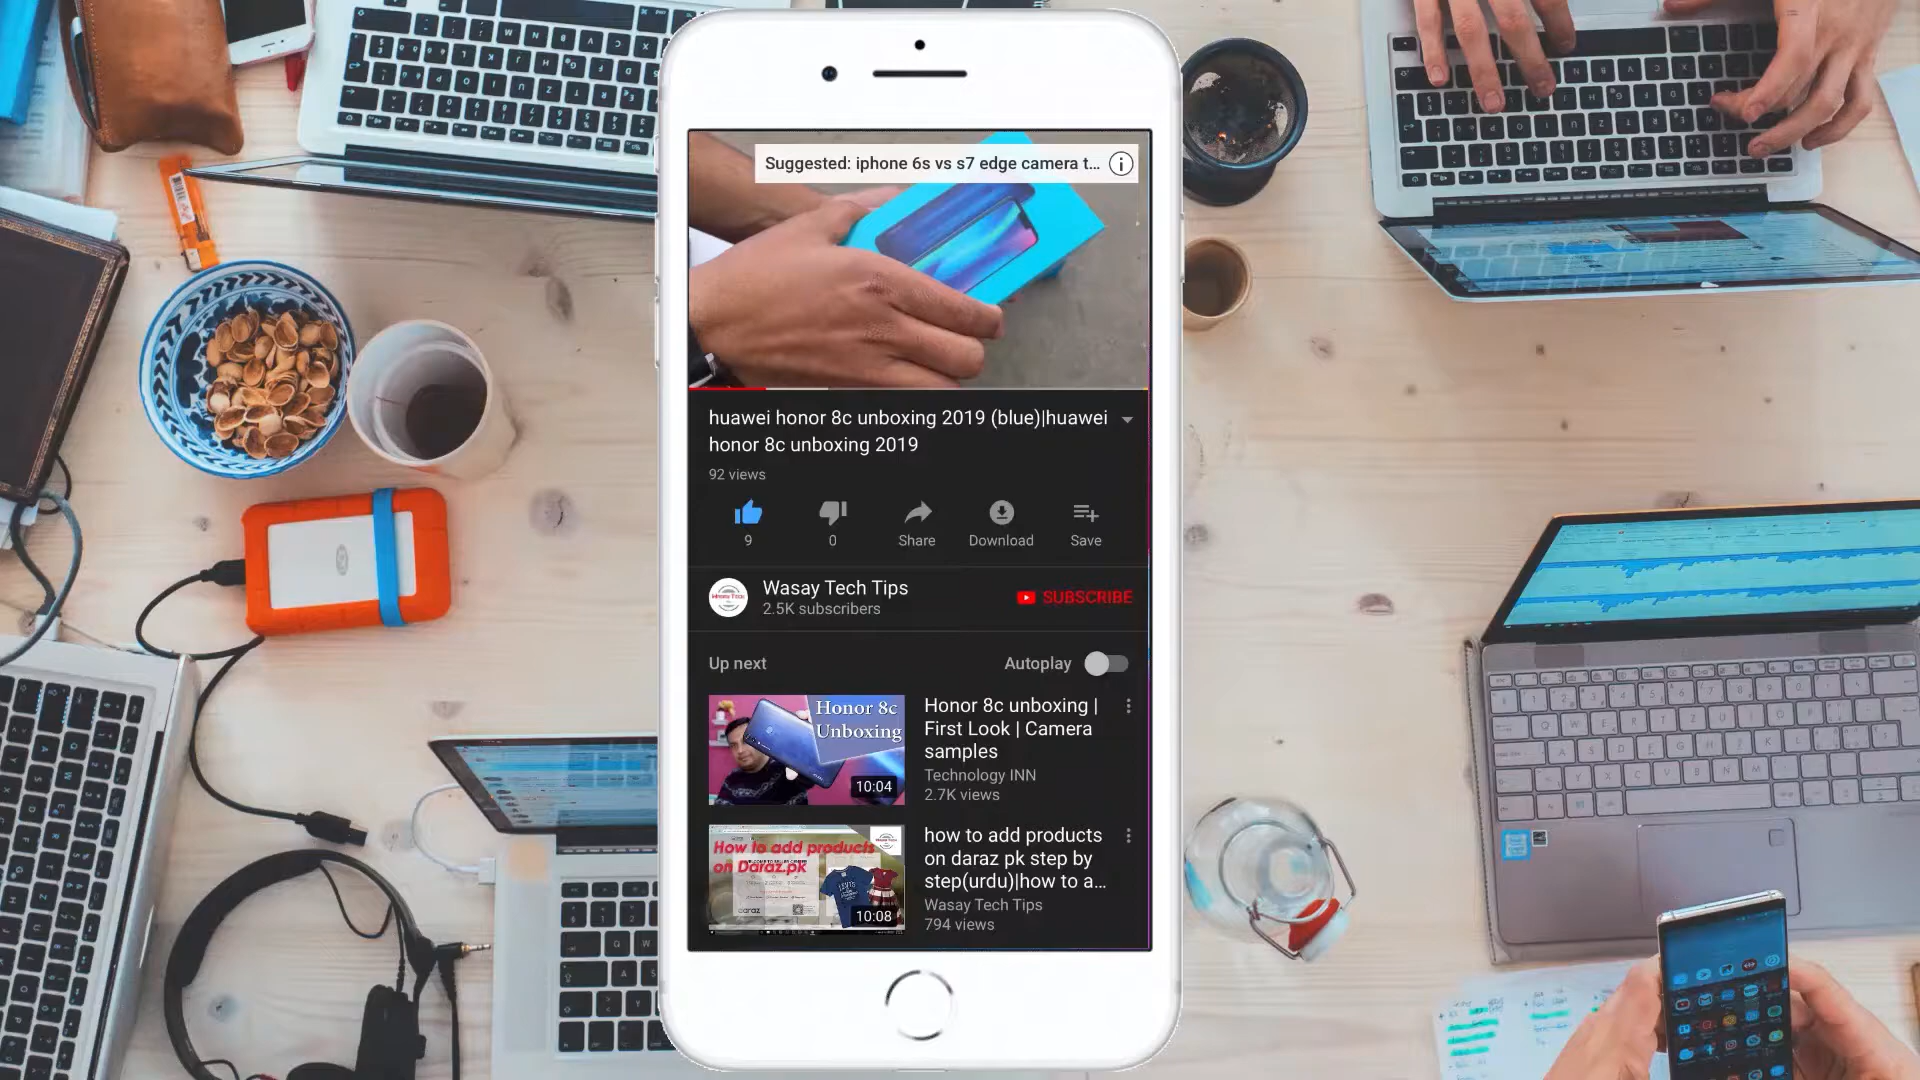 Suggested: iphone 6s vs s7 edge camera t...
huawei honor 8c unboxing 2019 (blue)|huawei
honor 8c unboxing 2019
92 views
9
0
Share
Download
Save
Wasay Tech Tips
2.5K subscribers
SUBSCRIBE
Up next
Autoplay
Honor 8c
Unboxing
10:04
Honor 8c unboxing |
First Look | Camera
samples
Technology INN
2.7K views
How to add products
on Daraz.pk
daraz
10:08
how to add products
on daraz pk step by
step(urdu)|how to a...
Wasay Tech Tips
794 views